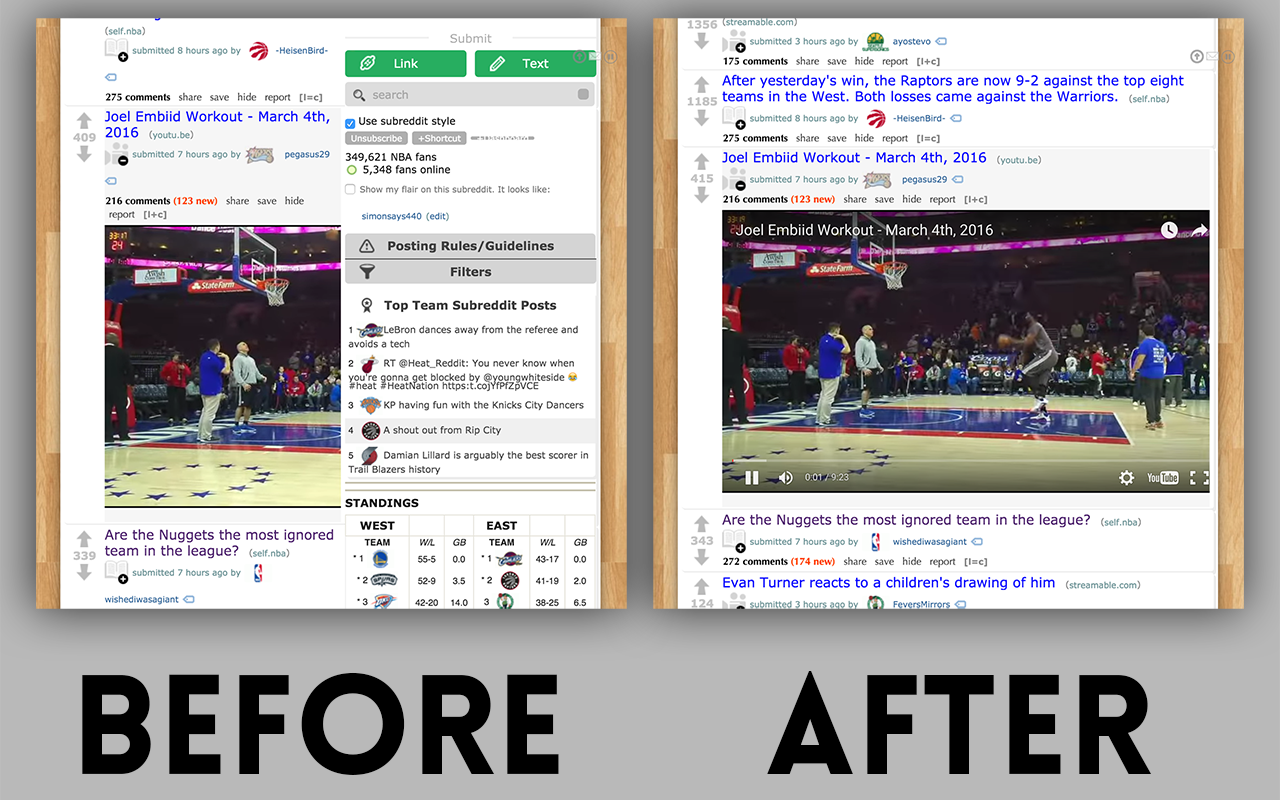 (self.nba)
submitted 8 hours ago by -HeisenBird-
275 comments share save hide report [l=c]
409
Joel Embiid Workout - March 4th,
2016 (youtu.be)
submitted 7 hours ago by pegasus29
216 comments (123 new) share save hide
report [l+c]
33:17
24
StateFarm
339
Are the Nuggets the most ignored
team in the league? (self.nba)
submitted 7 hours ago by
wishediwasagiant
Submit
Link
Text
search
Use subreddit style
Unsubscribe +Shortcut
349,621 NBA fans
5,348 fans online
Show my flair on this subreddit. It looks like:
simonsays440 (edit)
Posting Rules/Guidelines
Filters
Top Team Subreddit Posts
1 LeBron dances away from the referee and
avoids a tech
2 RT @Heat_Reddit: You never know when
you're gonna get blocked by @youngwhiteside 😂
#heat #HeatNation
3 KP having fun with the Knicks City Dancers
4 A shout out from Rip City
5 Damian Lillard is arguably the best scorer in
Trail Blazers history
STANDINGS
WEST EAST
TEAM W/L GB TEAM W/L GB
* 1 55-5 0.0 * 1 43-17 0.0
* 2 52-9 3.5 * 2 41-19 2.0
* 3 42-20 14.0 3 38-25 6.5
1356
(streamable.com)
submitted 3 hours ago by ayostevo
175 comments share save hide report [l+c]
1185
After yesterday's win, the Raptors are now 9-2 against the top eight
teams in the West. Both losses came against the Warriors. (self.nba)
submitted 8 hours ago by -HeisenBird-
275 comments share save hide report [l=c]
415
Joel Embiid Workout - March 4th, 2016 (youtu.be)
submitted 7 hours ago by pegasus29
216 comments (123 new) share save hide report [l+c]
Joel Embiid Workout - March 4th, 2016
24
StateFarm
0:01 / 9:23
YouTube
343
Are the Nuggets the most ignored team in the league? (self.nba)
submitted 7 hours ago by wishediwasagiant
272 comments (174 new) share save hide report [l=c]
124
Evan Turner reacts to a children's drawing of him (streamable.com)
submitted 3 hours ago by FeversMirrors
BEFORE
AFTER